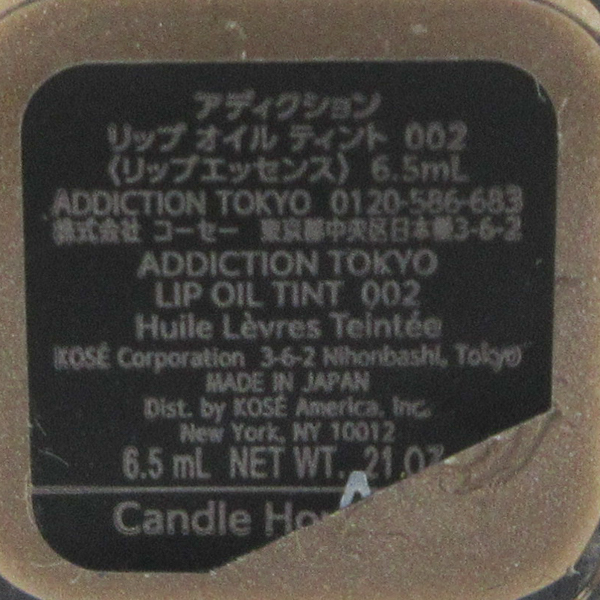 アディクション
リップ オイル ティント 002
〈リップエッセンス〉 6.5mL
ADDICTION TOKYO 0120-586-683
株式会社 コーセー 東京都中央区日本橋3-6-2
ADDICTION TOKYO
LIP OIL TINT 002
Huile Lèvres Teintée
KOSÉ Corporation 3-6-2 Nihonbashi, Tokyo
MADE IN JAPAN
Dist. by KOSÉ America, Inc.
New York, NY 10012
6.5 mL NET WT. .21 OZ
Candle